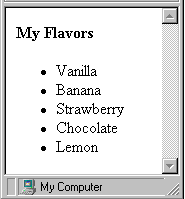 My Flavors
Vanilla
Banana
Strawberry
Chocolate
Lemon
My Computer